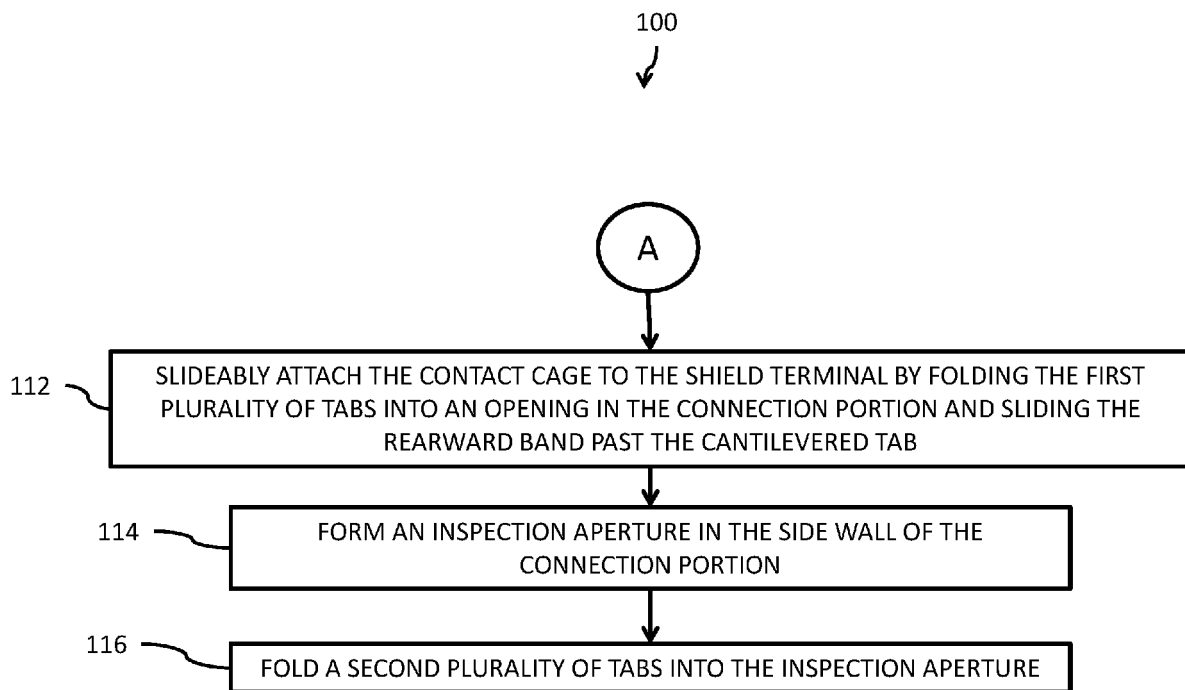 100
A
112
SLIDEABLY ATTACH THE CONTACT CAGE TO THE SHIELD TERMINAL BY FOLDING THE FIRST
PLURALITY OF TABS INTO AN OPENING IN THE CONNECTION PORTION AND SLIDING THE
REARWARD BAND PAST THE CANTILEVERED TAB
114
FORM AN INSPECTION APERTURE IN THE SIDE WALL OF THE
CONNECTION PORTION
116
FOLD A SECOND PLURALITY OF TABS INTO THE INSPECTION APERTURE